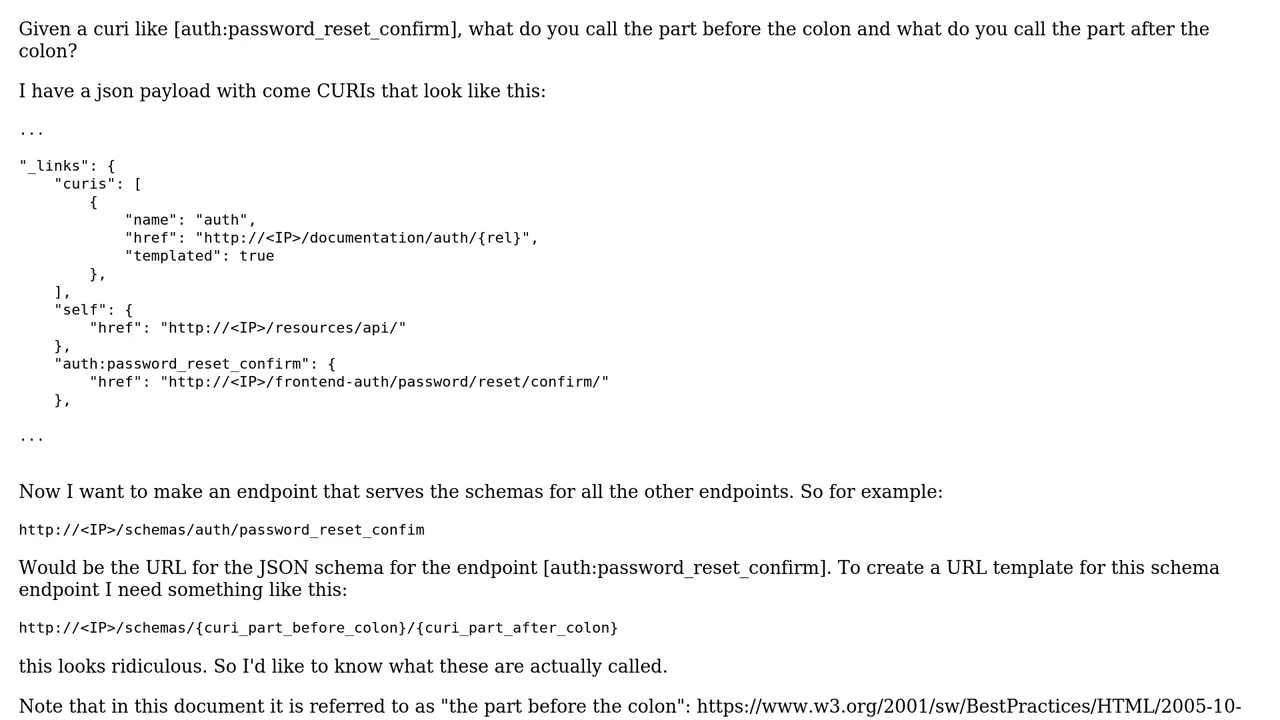 Given a curi like [auth:password_reset_confirm], what do you call the part before the colon and what do you call the part after the
colon?
I have a json payload with come CURIs that look like this:
...
"_links": {
    "curis": [
        {
            "name": "auth",
            "href": "http://<IP>/documentation/auth/{rel}",
            "templated": true
        },
    ],
    "self": {
        "href": "http://<IP>/resources/api/"
    },
    "auth:password_reset_confirm": {
        "href": "http://<IP>/frontend-auth/password/reset/confirm/"
    },
...
Now I want to make an endpoint that serves the schemas for all the other endpoints. So for example:
http://<IP>/schemas/auth/password_reset_confim
Would be the URL for the JSON schema for the endpoint [auth:password_reset_confirm]. To create a URL template for this schema
endpoint I need something like this:
http://<IP>/schemas/{curi_part_before_colon}/{curi_part_after_colon}
this looks ridiculous. So I'd like to know what these are actually called.
Note that in this document it is referred to as "the part before the colon": https://www.w3.org/2001/sw/BestPractices/HTML/2005-10-